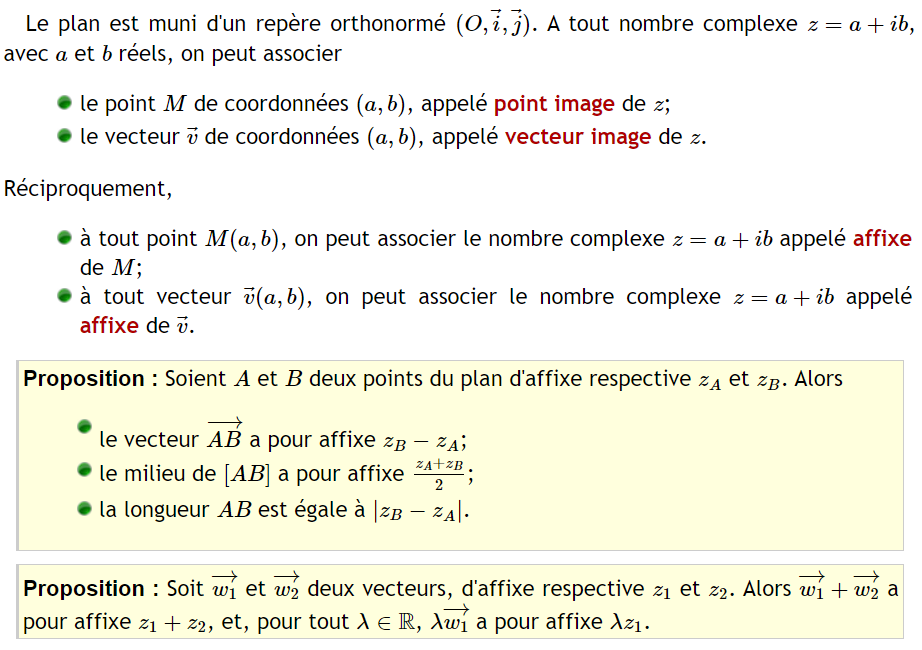 Le plan est muni d'un repère orthonormé $(O, \vec{i}, \vec{j})$. A tout nombre complexe $z = a + ib$,
avec $a$ et $b$ réels, on peut associer
le point $M$ de coordonnées $(a, b)$, appelé point image de $z$;
le vecteur $\vec{v}$ de coordonnées $(a, b)$, appelé vecteur image de $z$.
Réciproquement,
à tout point $M(a, b)$, on peut associer le nombre complexe $z = a + ib$ appelé affixe
de $M$;
à tout vecteur $\vec{v}(a, b)$, on peut associer le nombre complexe $z = a + ib$ appelé
affixe de $\vec{v}$.
Proposition : Soient $A$ et $B$ deux points du plan d'affixe respective $z_A$ et $z_B$. Alors
le vecteur $\overrightarrow{AB}$ a pour affixe $z_B - z_A$;
le milieu de $[AB]$ a pour affixe $\frac{z_A + z_B}{2}$;
la longueur $AB$ est égale à $|z_B - z_A|$.
Proposition : Soit $\overrightarrow{w_1}$ et $\overrightarrow{w_2}$ deux vecteurs, d'affixe respective $z_1$ et $z_2$. Alors $\overrightarrow{w_1} + \overrightarrow{w_2}$ a
pour affixe $z_1 + z_2$, et, pour tout $\lambda \in \mathbb{R}$, $\lambda\overrightarrow{w_1}$ a pour affixe $\lambda z_1$.